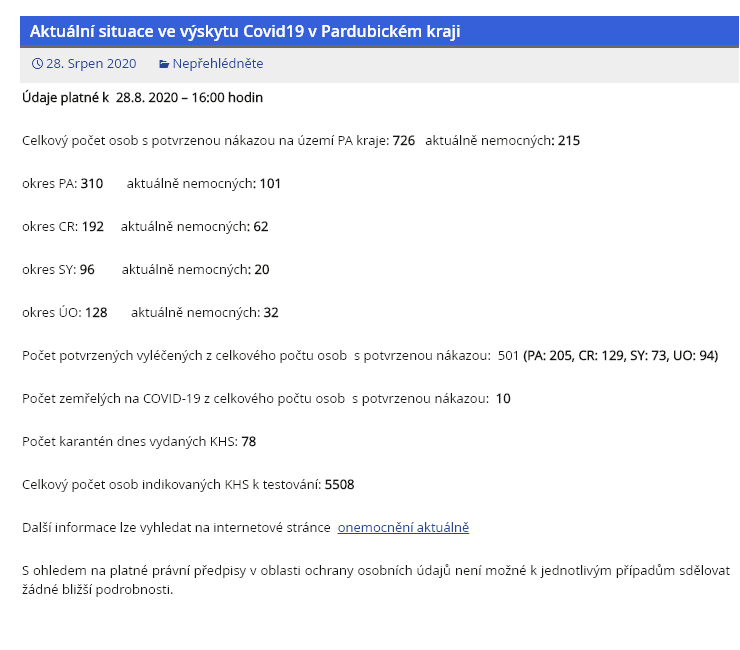 Aktuální situace ve výskytu Covid19 v Pardubickém kraji
28. Srpen 2020 Nepřehlédněte
Údaje platné k 28.8. 2020 – 16:00 hodin
Celkový počet osob s potvrzenou nákazou na území PA kraje: 726 aktuálně nemocných: 215
okres PA: 310 aktuálně nemocných: 101
okres CR: 192 aktuálně nemocných: 62
okres SY: 96 aktuálně nemocných: 20
okres ÚO: 128 aktuálně nemocných: 32
Počet potvrzených vyléčených z celkového počtu osob s potvrzenou nákazou: 501 (PA: 205, CR: 129, SY: 73, UO: 94)
Počet zemřelých na COVID-19 z celkového počtu osob s potvrzenou nákazou: 10
Počet karantén dnes vydaných KHS: 78
Celkový počet osob indikovaných KHS k testování: 5508
Další informace lze vyhledat na internetové stránce onemocnění aktuálně
S ohledem na platné právní předpisy v oblasti ochrany osobních údajů není možné k jednotlivým případům sdělovat
žádné bližší podrobnosti.